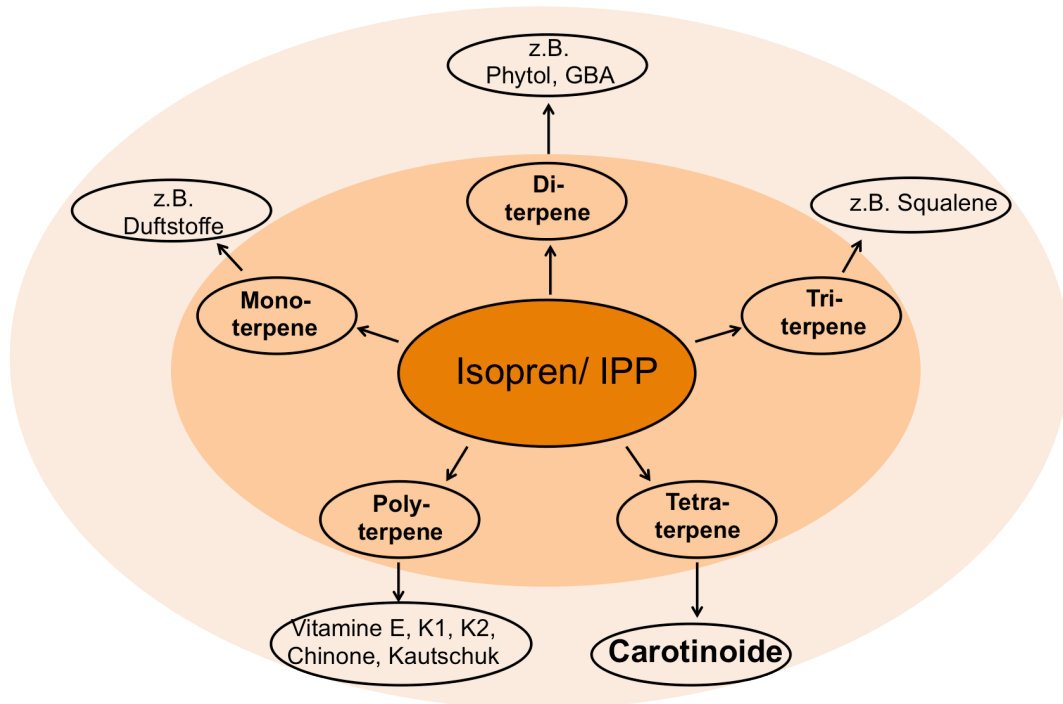 z.B.
Phytol, GBA
Di-
terpene
z.B.
Duftstoffe
z.B. Squalene
Mono-
terpene
Tri-
terpene
Isopren/ IPP
Poly-
terpene
Tetra-
terpene
Vitamine E, K1, K2,
Chinone, Kautschuk
Carotinoide